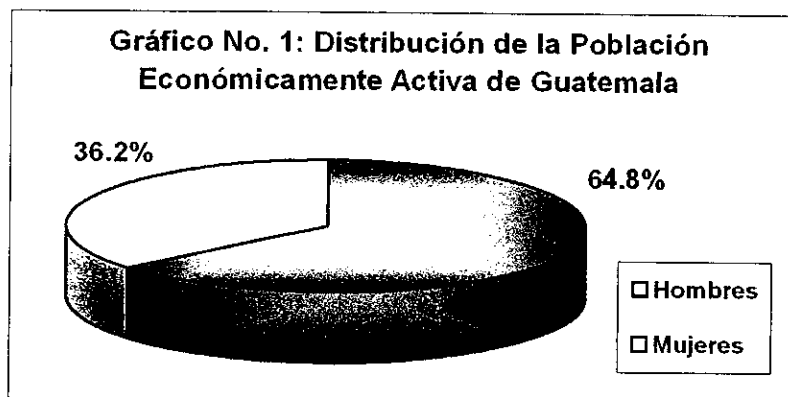 Gráfico No. 1: Distribución de la Población
Económicamente Activa de Guatemala
36.2%
64.8%
Hombres
Mujeres